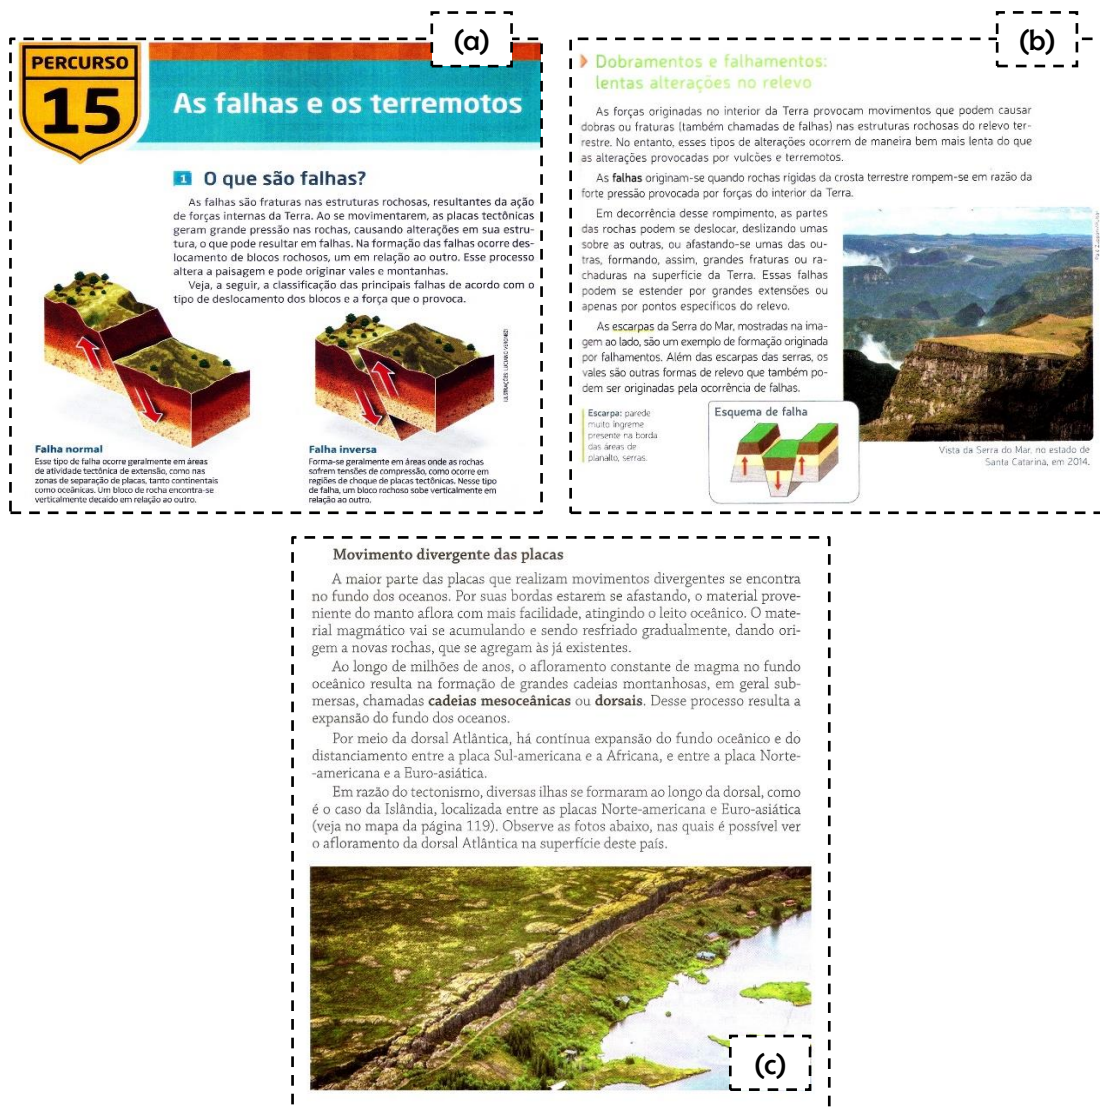 (a)
PERCURSO
15
As falhas e os terremotos
1 O que são falhas?
As falhas são fraturas nas estruturas rochosas, resultantes da ação
de forças internas da Terra. Ao se movimentarem, as placas tectônicas
geram grande pressão nas rochas, causando alterações em sua estru-
tura, o que pode resultar em falhas. Na formação das falhas ocorre des-
locamento de blocos rochosos, um em relação ao outro. Esse processo
altera a paisagem e pode originar vales e montanhas.
Veja, a seguir, a classificação das principais falhas de acordo com o
tipo de deslocamento dos blocos e a força que o provoca.
Falha normal
Esse tipo de falha ocorre geralmente em áreas
de atividade tectônica de extensão, como nas
zonas de separação de placas, tanto continentais
como oceânicas. Um bloco de rocha encontra-se
verticalmente decaído em relação ao outro.
Falha inversa
Forma-se geralmente em áreas onde as rochas
sofrem tensões de compressão, como ocorre em
regiões de choque de placas tectônicas. Nesse tipo
de falha, um bloco rochoso sobe verticalmente em
relação ao outro.
(b)
Dobramentos e falhamentos:
lentas alterações no relevo
As forças originadas no interior da Terra provocam movimentos que podem causar
dobras ou fraturas (também chamadas de falhas) nas estruturas rochosas do relevo ter-
restre. No entanto, esses tipos de alterações ocorrem de maneira bem mais lenta do que
as alterações provocadas por vulcões e terremotos.
As falhas originam-se quando rochas rígidas da crosta terrestre rompem-se em razão da
forte pressão provocada por forças do interior da Terra.
Em decorrência desse rompimento, as partes
das rochas podem se deslocar, deslizando umas
sobre as outras, ou afastando-se umas das ou-
tras, formando, assim, grandes fraturas ou ra-
chaduras na superfície da Terra. Essas falhas
podem se estender por grandes extensões ou
apenas por pontos específicos do relevo.
As escarpas da Serra do Mar, mostradas na ima-
gem ao lado, são um exemplo de formação originada
por falhamentos. Além das escarpas das serras, os
vales são outras formas de relevo que também po-
dem ser originadas pela ocorrência de falhas.
Escarpa: parede
muito íngreme
presente na borda
das áreas de
planalto, serras.
Esquema de falha
Vista da Serra do Mar, no estado de
Santa Catarina, em 2014.
Movimento divergente das placas
A maior parte das placas que realizam movimentos divergentes se encontra
no fundo dos oceanos. Por suas bordas estarem se afastando, o material prove-
niente do manto aflora com mais facilidade, atingindo o leito oceânico. O mate-
rial magmático vai se acumulando e sendo resfriado gradualmente, dando ori-
gem a novas rochas, que se agregam às já existentes.
Ao longo de milhões de anos, o afloramento constante de magma no fundo
oceânico resulta na formação de grandes cadeias montanhosas, em geral sub-
mersas, chamadas cadeias mesoceânicas ou dorsais. Desse processo resulta a
expansão do fundo dos oceanos.
Por meio da dorsal Atlântica, há contínua expansão do fundo oceânico e do
distanciamento entre a placa Sul-americana e a Africana, e entre a placa Norte-
-americana e a Euro-asiática.
Em razão do tectonismo, diversas ilhas se formaram ao longo da dorsal, como
é o caso da Islândia, localizada entre as placas Norte-americana e Euro-asiática
(veja no mapa da página 119). Observe as fotos abaixo, nas quais é possível ver
o afloramento da dorsal Atlântica na superfície deste país.
(c)